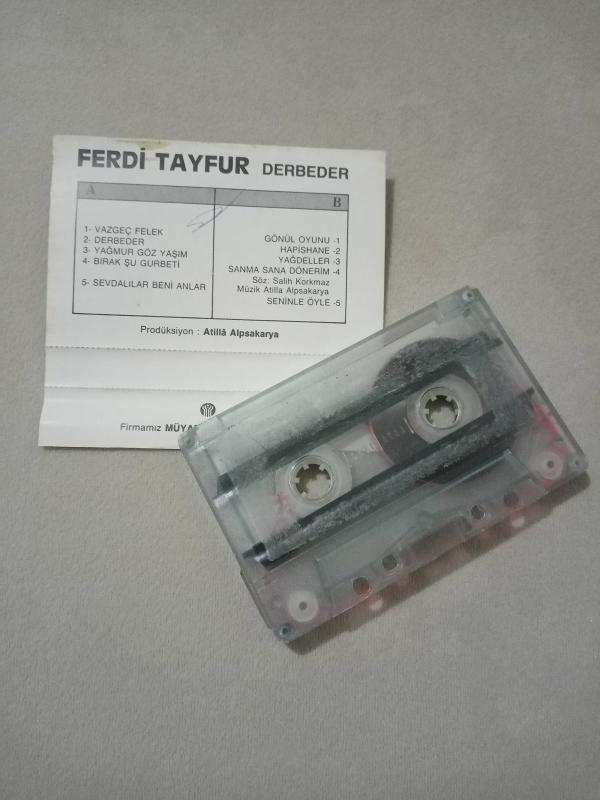 FERDİ TAYFUR DERBEDER
A B
1- VAZGEÇ FELEK
2- DERBEDER
3- YAĞMUR GÖZ YAŞIM
4- BIRAK ŞU GURBETİ
5- SEVDALILAR BENİ ANLAR
GÖNÜL OYUNU -1
HAPİSHANE -2
YAĞDELLER -3
SANMA SANA DÖNERİM -4
Söz: Salih Korkmaz
Müzik Atilla Alpsakarya
SENİNLE ÖYLE -5
Prodüksiyon : Atillâ Alpsakarya
Firmamız